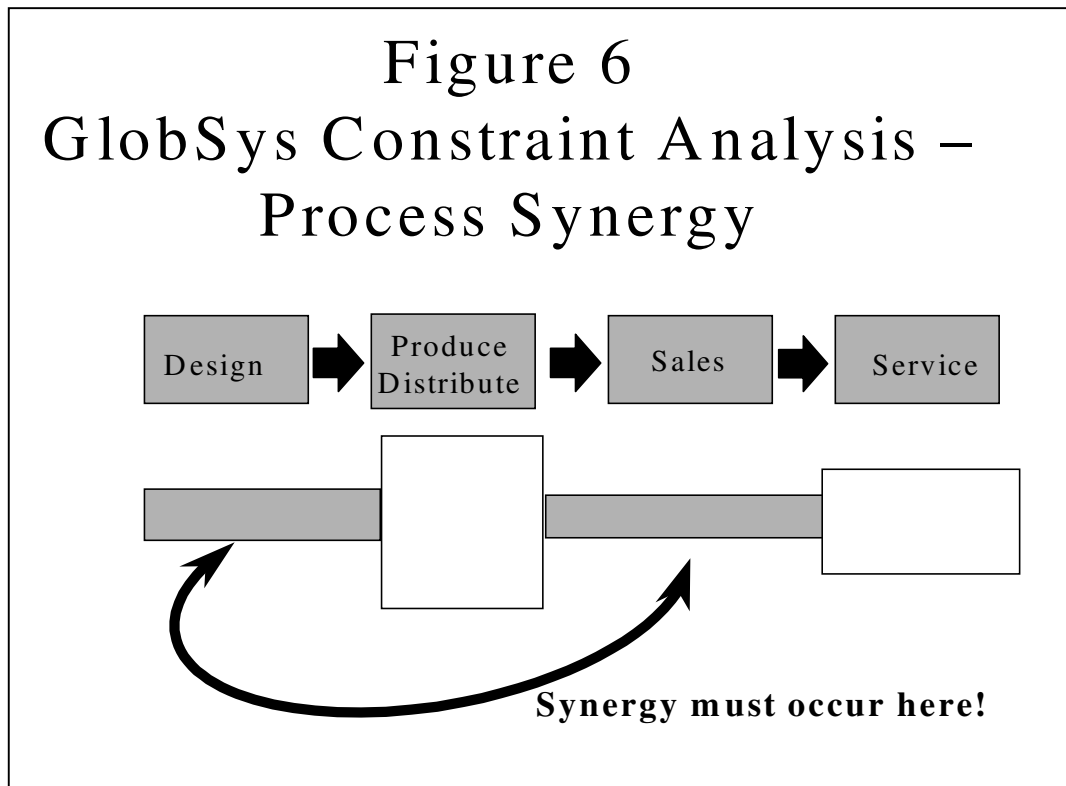 Figure 6
GlobSys Constraint Analysis –
Process Synergy
Design
Produce
Distribute
Sales
Service
Synergy must occur here!